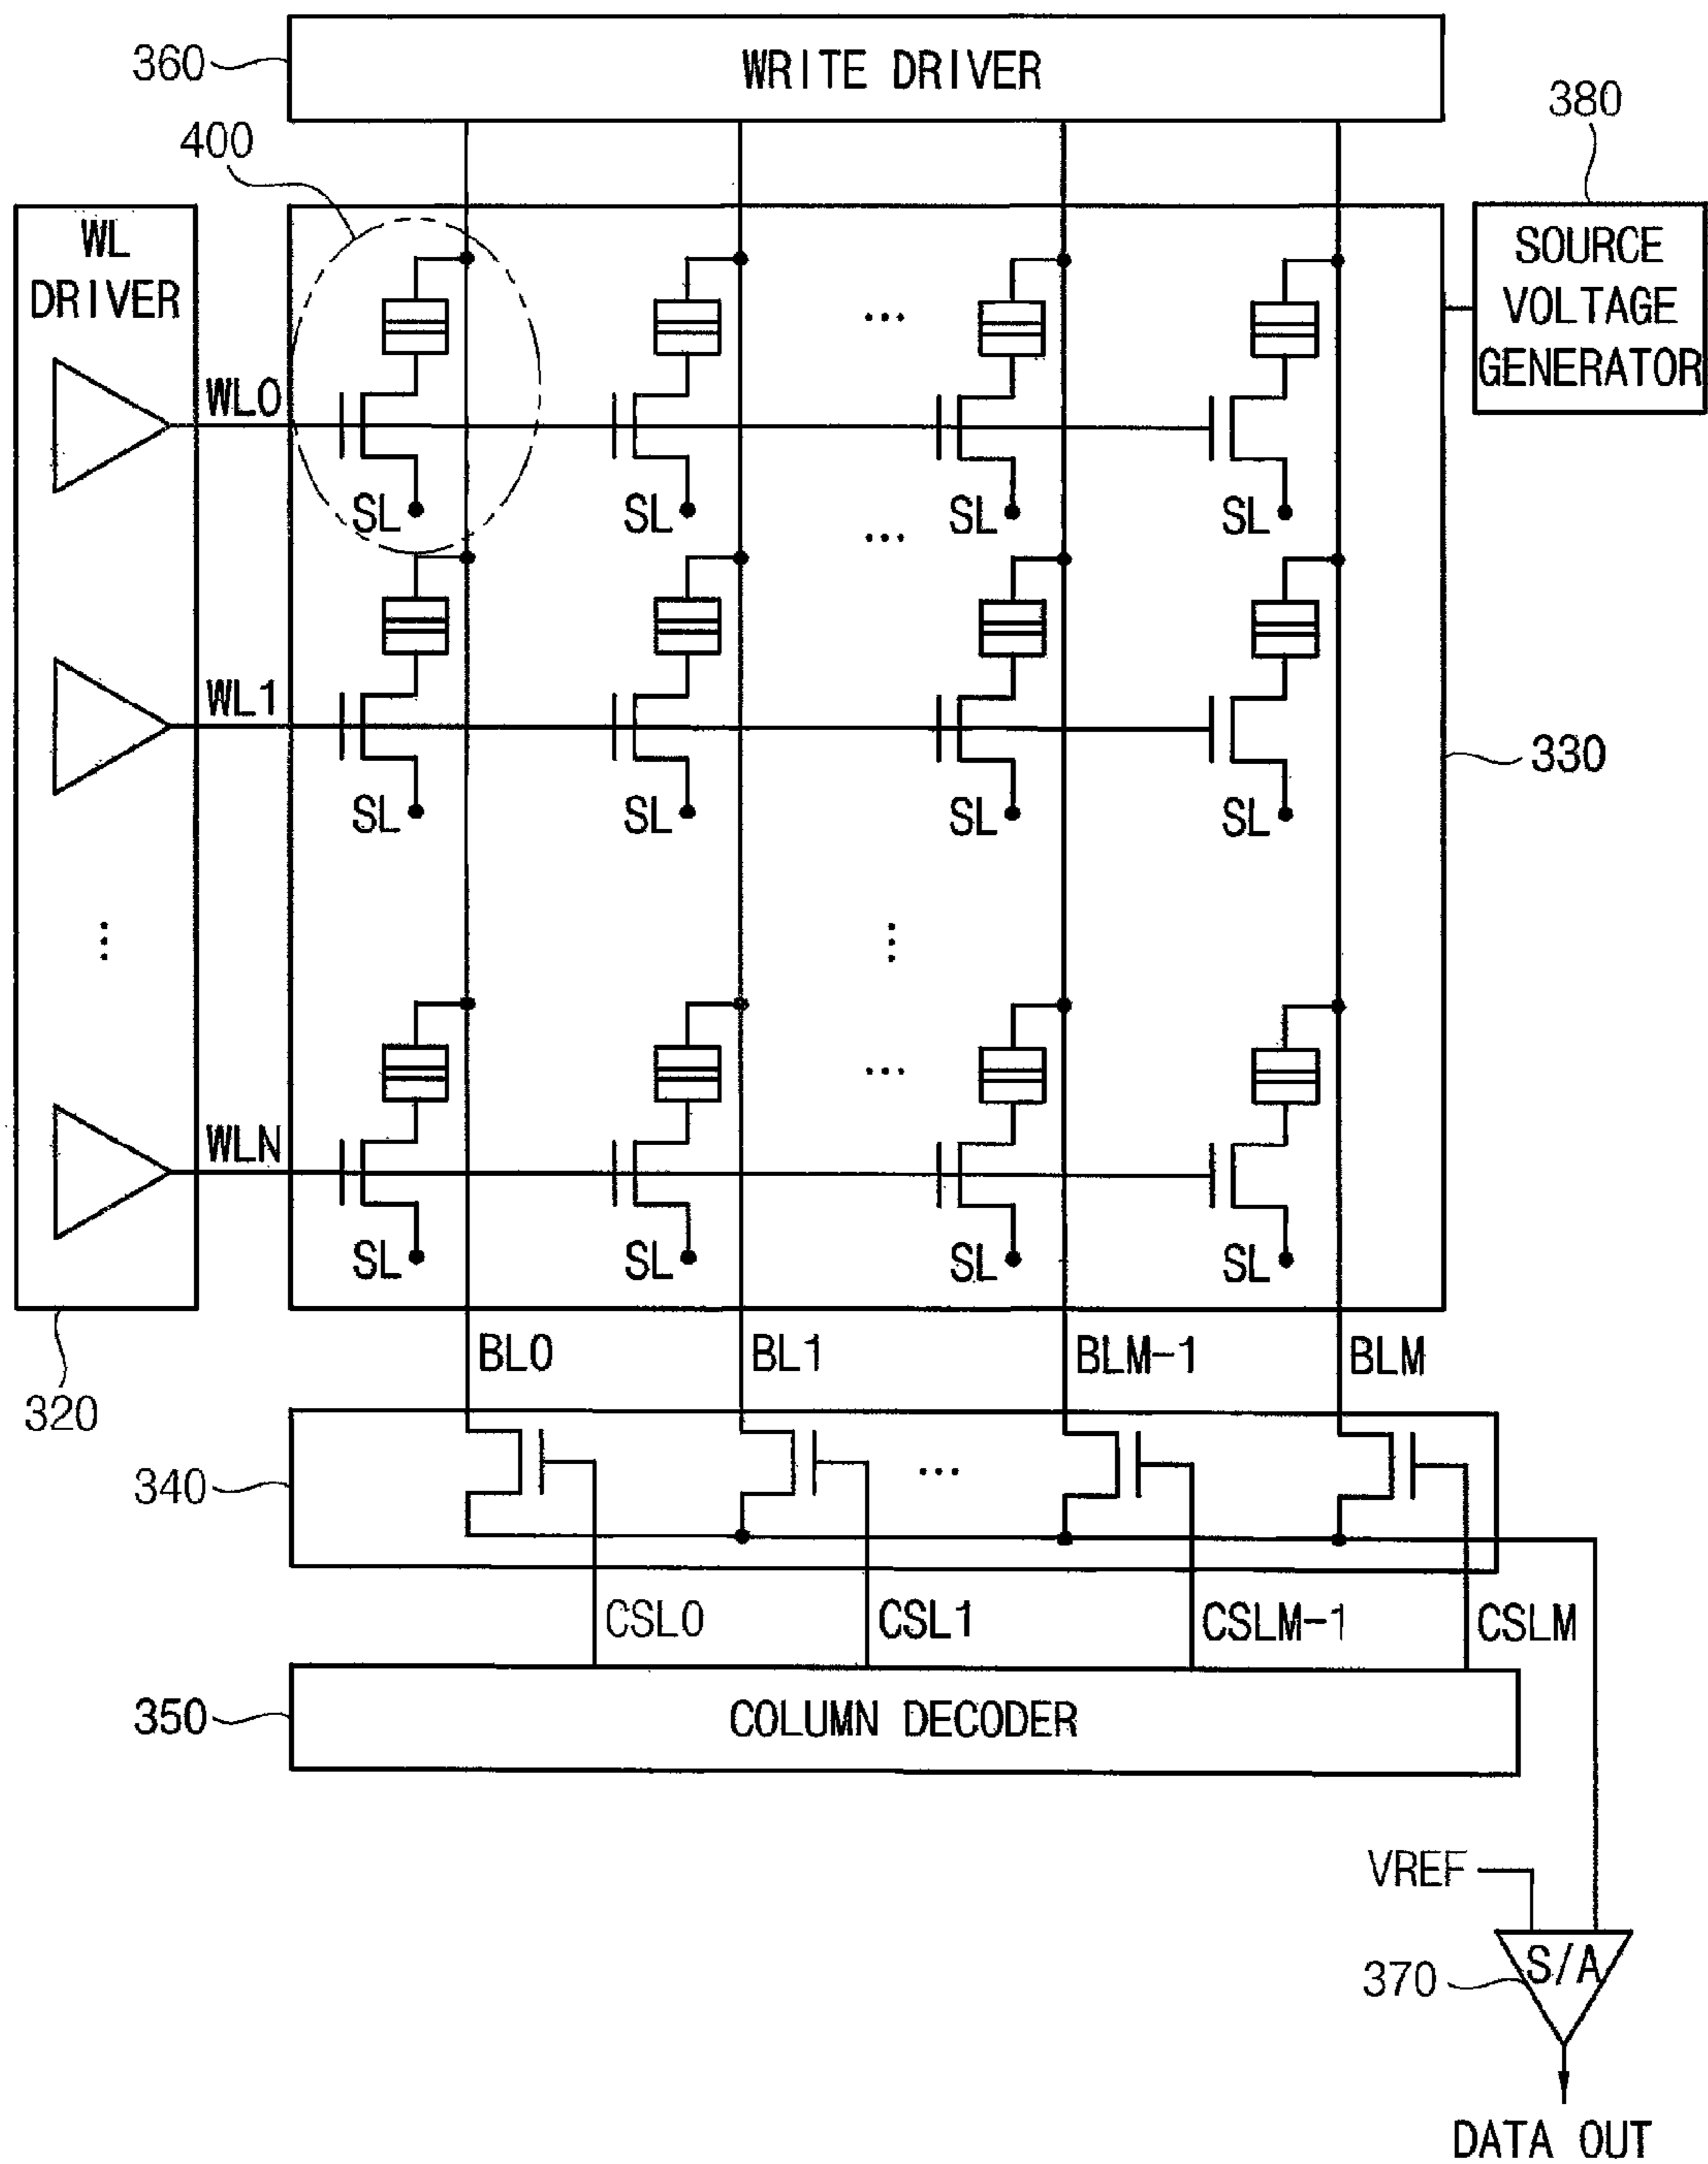 360
WRITE DRIVER
380
400
WL
DRIVER
SOURCE
VOLTAGE
GENERATOR
...
WL0
SL SL SL SL
...
WL1
330
SL SL SL SL
...
...
...
WLN
SL SL SL SL
BL0 BL1 BLM-1 BLM
320
340
...
CSL0 CSL1 CSLM-1 CSLM
350
COLUMN DECODER
VREF
S/A
370
DATA OUT